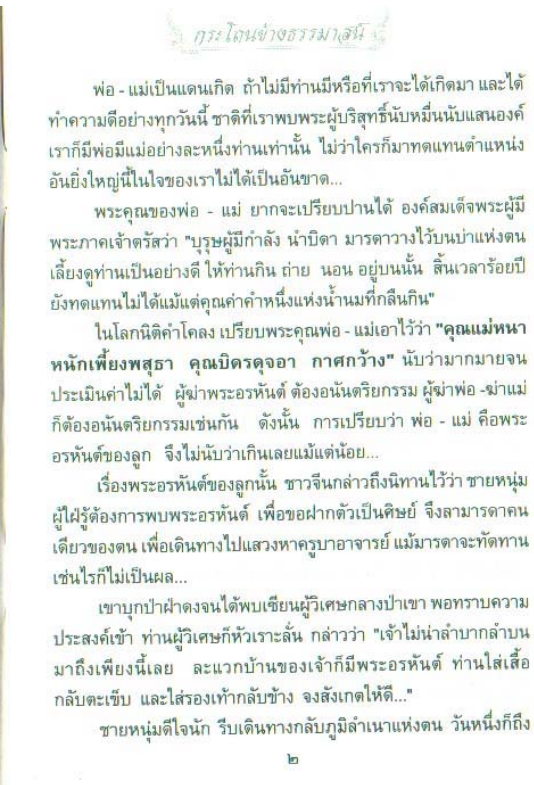 กระโถนข้างธรรมาสน์
พ่อ - แม่เป็นแดนเกิด ถ้าไม่มีท่านมีหรือที่เราจะได้เกิดมา และได้
ทำความดีอย่างทุกวันนี้ ชาติที่เราพบพระผู้บริสุทธิ์นับหมื่นนับแสนองค์
เราก็มีพ่อมีแม่อย่างละหนึ่งท่านเท่านั้น ไม่ว่าใครก็มาทดแทนตำแหน่ง
อันยิ่งใหญ่นี้ในใจของเราไม่ได้เป็นอันขาด...
พระคุณของพ่อ - แม่ ยากจะเปรียบปานได้ องค์สมเด็จพระผู้มี
พระภาคเจ้าตรัสว่า "บุรุษผู้มีกำลัง นำบิดา มารดาวางไว้บนบ่าแห่งตน
เลี้ยงดูท่านเป็นอย่างดี ให้ท่านกิน ถ่าย นอน อยู่บนนั้น สิ้นเวลาร้อยปี
ยังทดแทนไม่ได้แม้แต่คุณค่าคำหนึ่งแห่งน้ำนมที่กลืนกิน"
ในโลกนิติคำโคลง เปรียบพระคุณพ่อ - แม่เอาไว้ว่า "คุณแม่หนา
หนักเพี้ยงพสุธา คุณบิดรดุจอา กาศกว้าง" นับว่ามากมายจน
ประเมินค่าไม่ได้ ผู้ฆ่าพระอรหันต์ ต้องอนันตริยกรรม ผู้ฆ่าพ่อ -ฆ่าแม่
ก็ต้องอนันตริยกรรมเช่นกัน ดังนั้น การเปรียบว่า พ่อ - แม่ คือพระ
อรหันต์ของลูก จึงไม่นับว่าเกินเลยแม้แต่น้อย...
เรื่องพระอรหันต์ของลูกนั้น ชาวจีนกล่าวถึงนิทานไว้ว่า ชายหนุ่ม
ผู้ใฝ่รู้ต้องการพบพระอรหันต์ เพื่อขอฝากตัวเป็นศิษย์ จึงลามารดาคน
เดียวของตน เพื่อเดินทางไปแสวงหาครูบาอาจารย์ แม้มารดาจะทัดทาน
เช่นไรก็ไม่เป็นผล...
เขาบุกป่าฝ่าดงจนได้พบเซียนผู้วิเศษกลางป่าเขา พอทราบความ
ประสงค์เข้า ท่านผู้วิเศษก็หัวเราะลั่น กล่าวว่า "เจ้าไม่น่าลำบากลำบน
มาถึงเพียงนี้เลย ละแวกบ้านของเจ้าก็มีพระอรหันต์ ท่านใส่เสื้อ
กลับตะเข็บ และใส่รองเท้ากลับข้าง จงสังเกตให้ดี..."
ชายหนุ่มดีใจนัก รีบเดินทางกลับภูมิลำเนาแห่งตน วันหนึ่งก็ถึง
๒